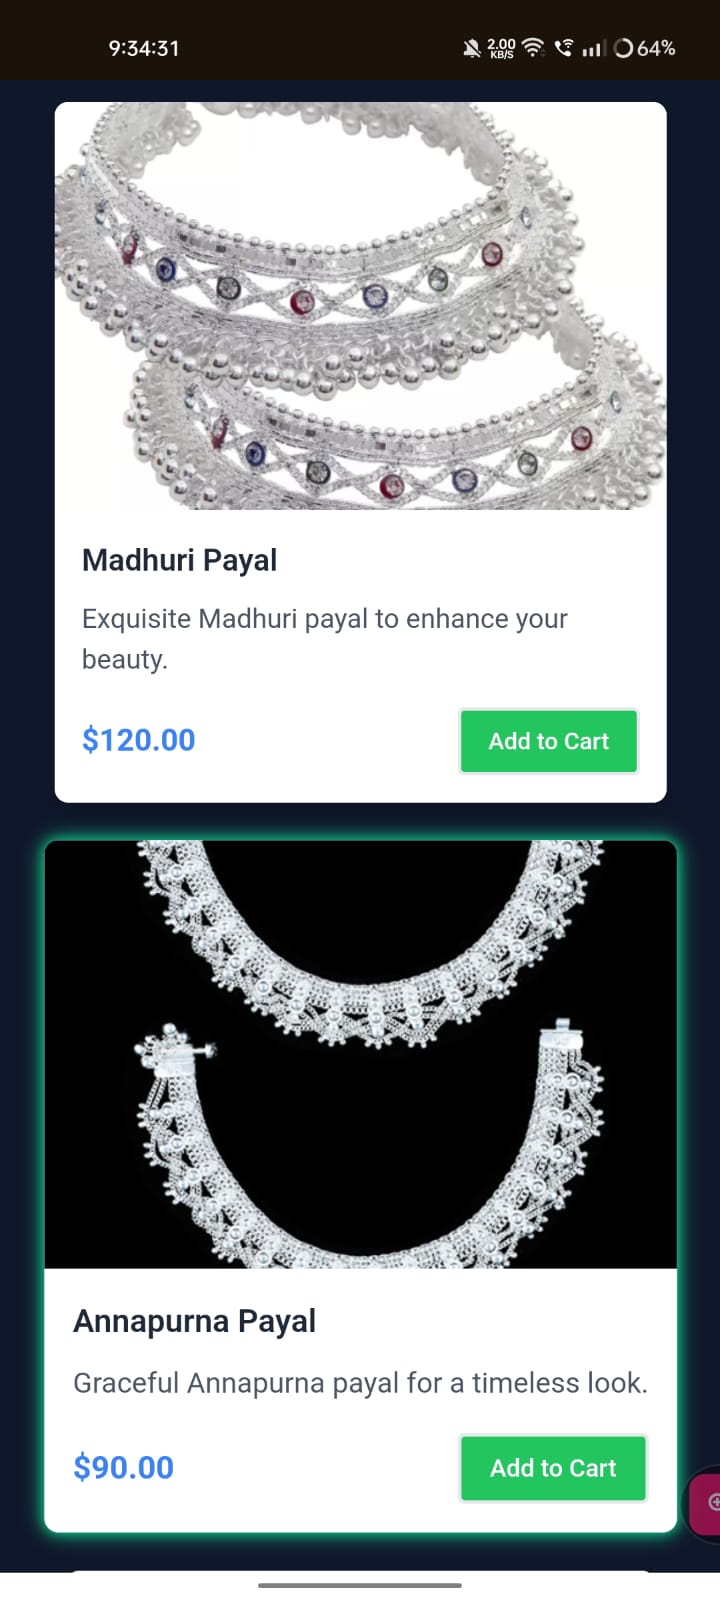 9:34:31
2.00
KB/S
64%
Madhuri Payal
Exquisite Madhuri payal to enhance your
beauty.
$120.00
Add to Cart
Annapurna Payal
Graceful Annapurna payal for a timeless look.
$90.00
Add to Cart